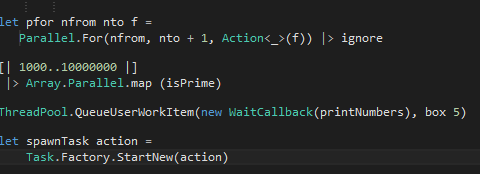 let pfor nfrom nto f =
Parallel.For(nfrom, nto + 1, Action<_>(f)) |> ignore
[| 1000..10000000 |]
|> Array.Parallel.map (isPrime)
ThreadPool.QueueUserWorkItem(new WaitCallback(printNumbers), box 5)
let spawnTask action =
Task.Factory.StartNew(action)